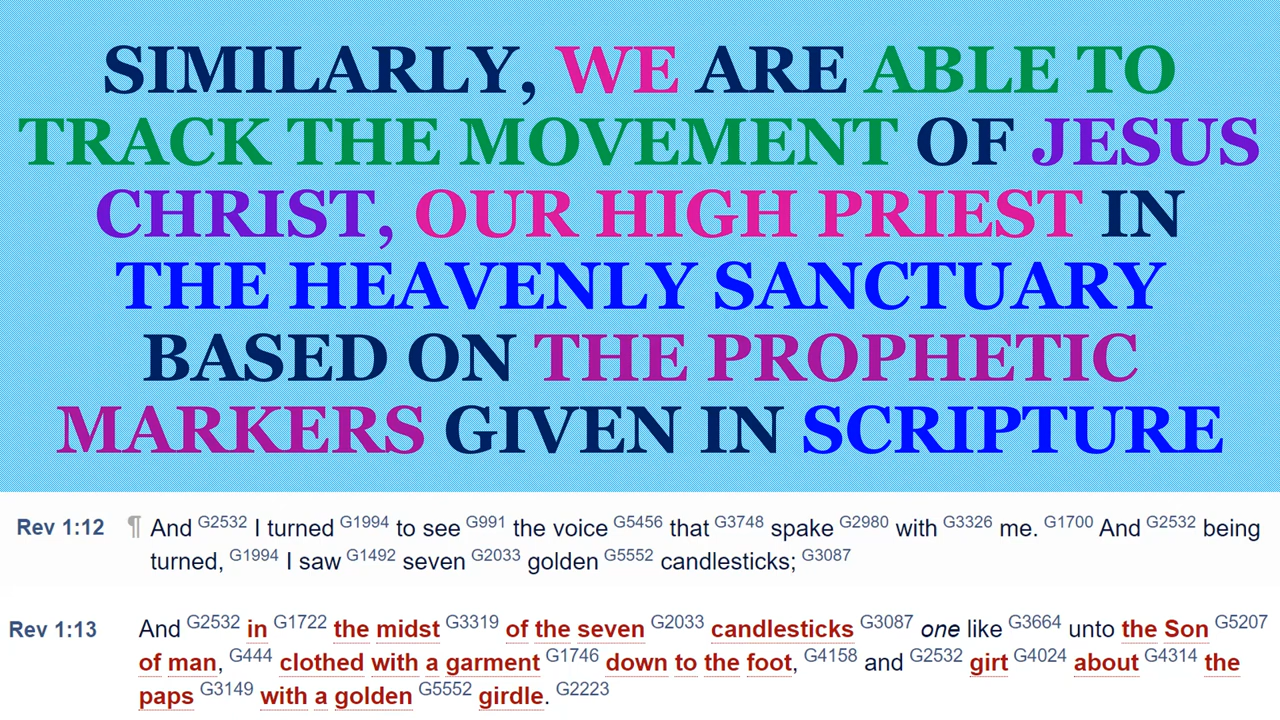 SIMILARLY, WE ARE ABLE TO
TRACK THE MOVEMENT OF JESUS
CHRIST, OUR HIGH PRIEST IN
THE HEAVENLY SANCTUARY
BASED ON THE PROPHETIC
MARKERS GIVEN IN SCRIPTURE
Rev 1:12 ¶ And G2532 I turned G1994 to see G991 the voice G5456 that G3748 spake G2980 with G3326 me. G1700 And G2532 being
turned, G1994 I saw G1492 seven G2033 golden G5552 candlesticks; G3087
Rev 1:13 And G2532 in G1722 the midst G3319 of the seven G2033 candlesticks G3087 one like G3664 unto the Son G5207
of man, G444 clothed with a garment G1746 down to the foot, G4158 and G2532 girt G4024 about G4314 the
paps G3149 with a golden G5552 girdle. G2223